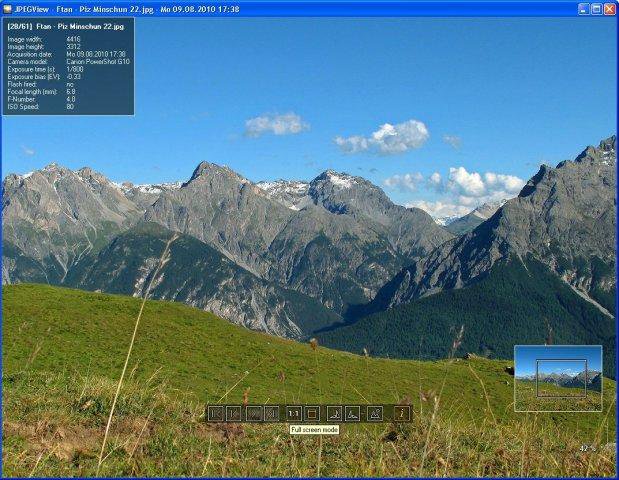 JPEGView - Ftan - Piz Minschun 22.jpg - Mo 09.08.2010 17:38
[28/61] Ftan - Piz Minschun 22.jpg
Image width: 4416
Image height: 3312
Acquisition date: Mo 09.08.2010 17:38
Camera model: Canon PowerShot G10
Exposure time (s): 1/800
Exposure bias (EV): -0.33
Flash fired: no
Focal length (mm): 6.8
F-Number: 4.0
ISO Speed: 80
1:1
i
Full screen mode
42 %